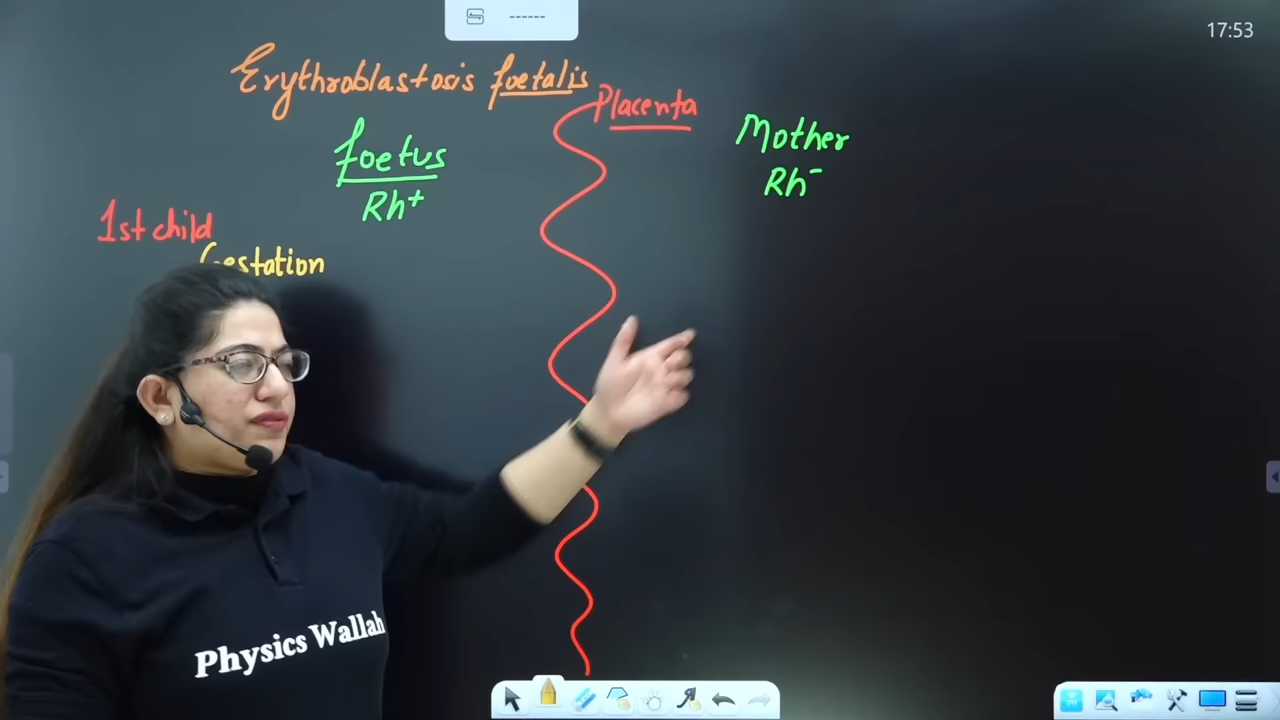 ------
17:53
Erythroblastosis foetalis
Placenta
Mother
Rh⁻
foetus
Rh⁺
1st child
Gestation
Physics Wallah